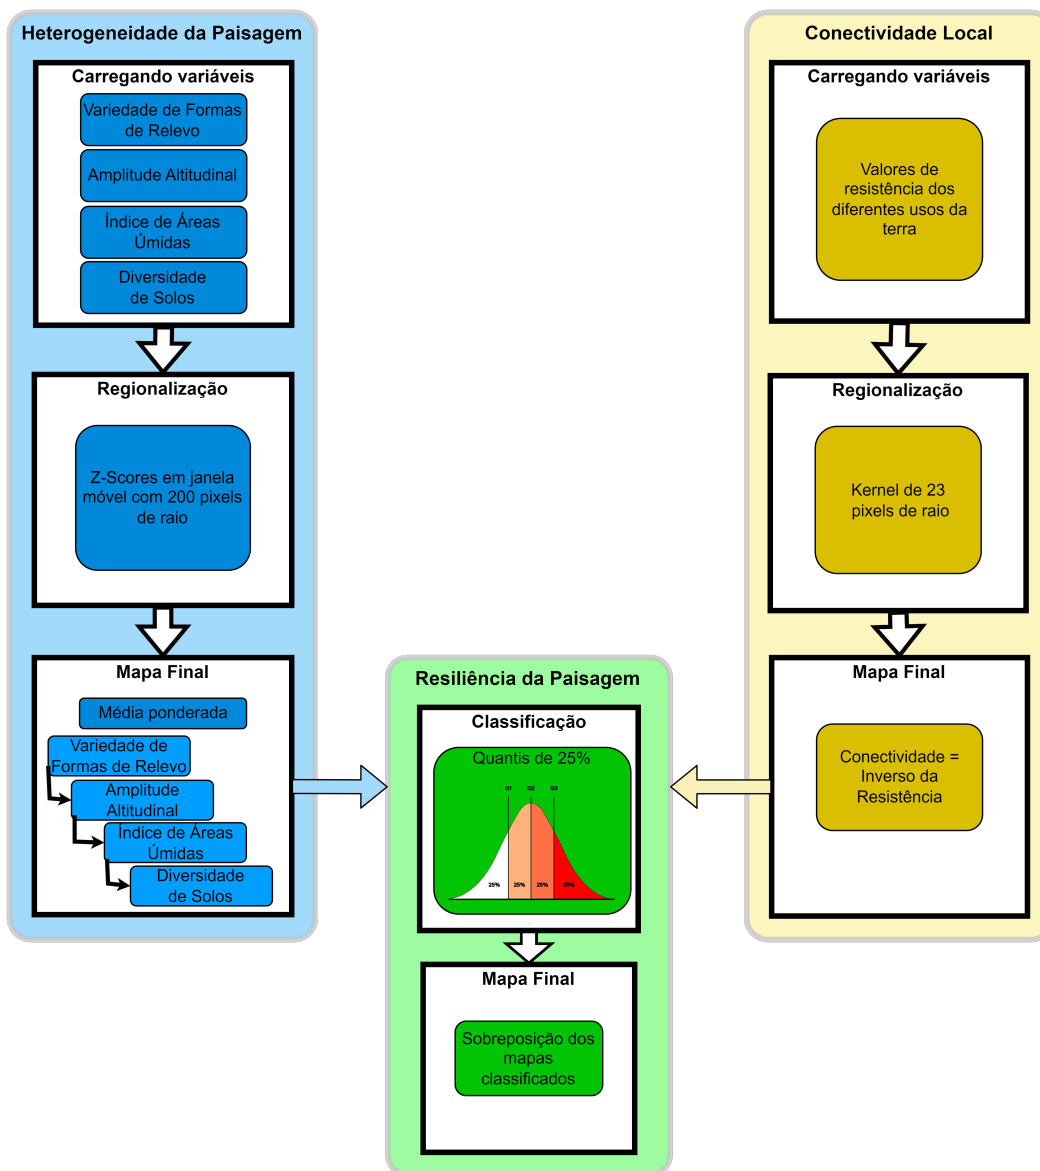 Heterogeneidade da Paisagem
Carregando variáveis
Variedade de Formas
de Relevo
Amplitude Altitudinal
Índice de Áreas
Úmidas
Diversidade
de Solos
Regionalização
Z-Scores em janela
móvel com 200 pixels
de raio
Mapa Final
Média ponderada
Variedade de
Formas de Relevo
Amplitude
Altitudinal
Índice de Áreas
Úmidas
Diversidade
de Solos
Resiliência da Paisagem
Classificação
Quantis de 25%
Q1 Q2 Q3
25% 25% 25% 25%
Mapa Final
Sobreposição dos
mapas
classificados
Conectividade Local
Carregando variáveis
Valores de
resistência dos
diferentes usos da
terra
Regionalização
Kernel de 23
pixels de raio
Mapa Final
Conectividade =
Inverso da
Resistência